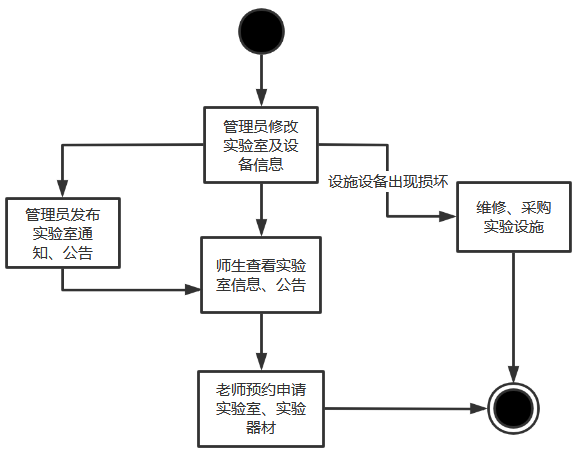 管理员修改
实验室及设
备信息
设施设备出现损坏
管理员发布
实验室通
知、公告
维修、采购
实验设施
师生查看实验
室信息、公告
老师预约申请
实验室、实验
器材